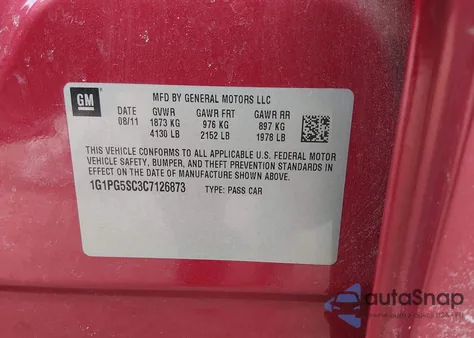 GM
MFD BY GENERAL MOTORS LLC
DATE GVWR GAWR FRT GAWR RR
08/11 1873 KG 976 KG 897 KG
4130 LB 2152 LB 1978 LB
THIS VEHICLE CONFORMS TO ALL APPLICABLE U.S. FEDERAL MOTOR
VEHICLE SAFETY, BUMPER, AND THEFT PREVENTION STANDARDS IN
EFFECT ON THE DATE OF MANUFACTURE SHOWN ABOVE.
1G1PG5SC3C7126873 TYPE: PASS CAR
autoSnap